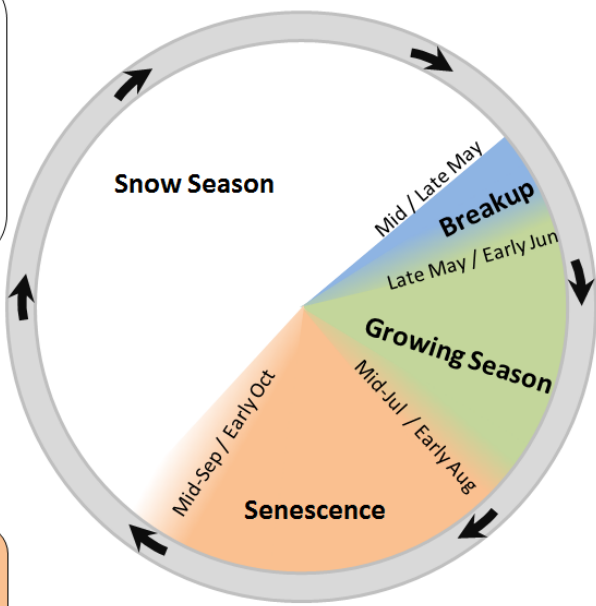 Snow Season
Mid / Late May
Breakup
Late May / Early Jun
Growing Season
Mid-Jul / Early Aug
Senescence
Mid-Sep / Early Oct